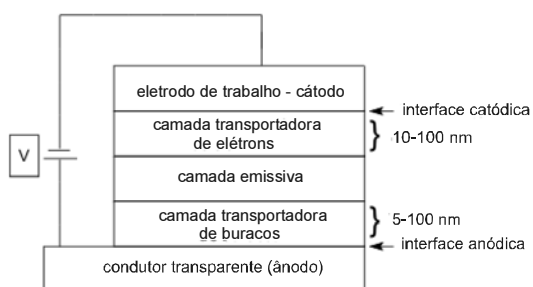 eletrodo de trabalho - cátodo
interface catódica
camada transportadora
de elétrons
10-100 nm
V
camada emissiva
camada transportadora
de buracos
5-100 nm
interface anódica
condutor transparente (ânodo)